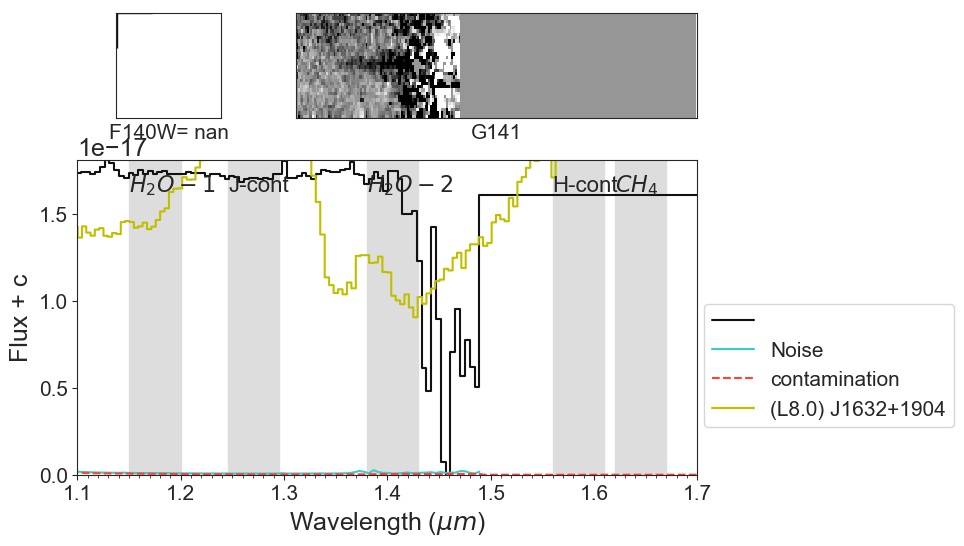 F140W= nan
G141
1e−17
H₂O − 1 J-cont H₂O − 2 H-cont CH₄
1.5
1.0
0.5
0.0
Flux + c
1.1 1.2 1.3 1.4 1.5 1.6 1.7
Wavelength (μm)
Noise
contamination
(L8.0) J1632+1904